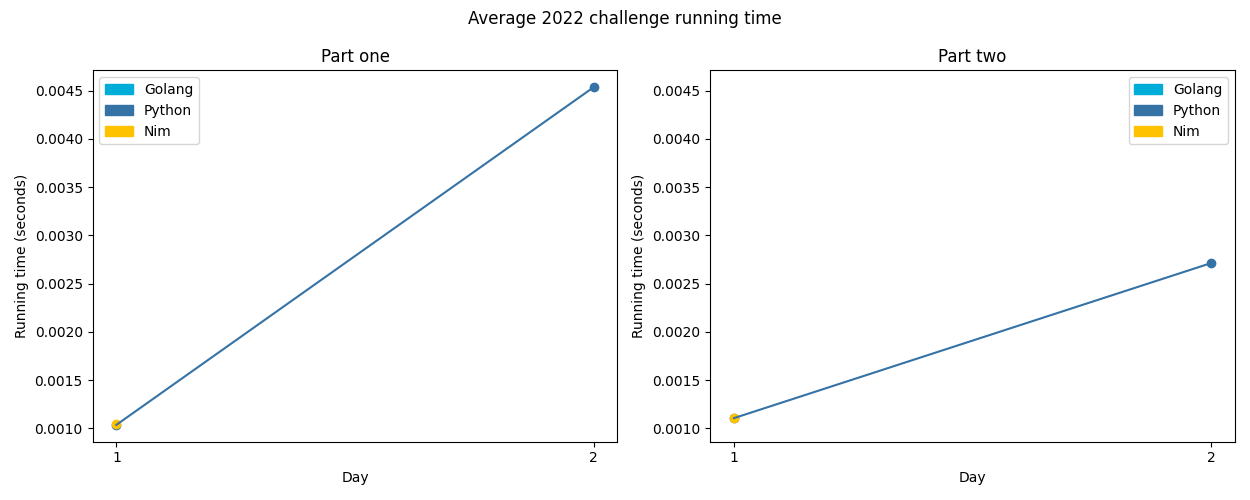 Average 2022 challenge running time
Part one
Golang
Python
Nim
0.0045
0.0040
0.0035
0.0030
0.0025
0.0020
0.0015
0.0010
Running time (seconds)
1
2
Day
Part two
Golang
Python
Nim
0.0045
0.0040
0.0035
0.0030
0.0025
0.0020
0.0015
0.0010
Running time (seconds)
1
2
Day